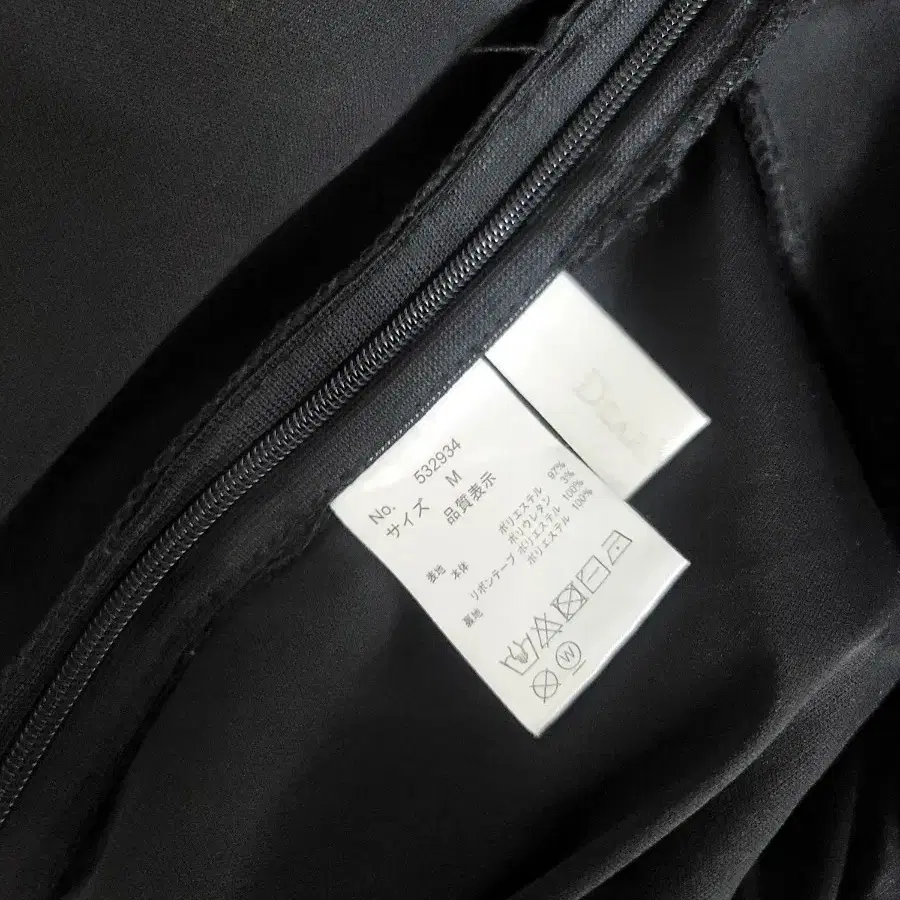 No. 532934
サイズ M
品質表示
表地 本体 ポリエステル 97%
ポリウレタン 3%
リボンテープ ポリエステル 100%
裏地 ポリエステル 100%
W